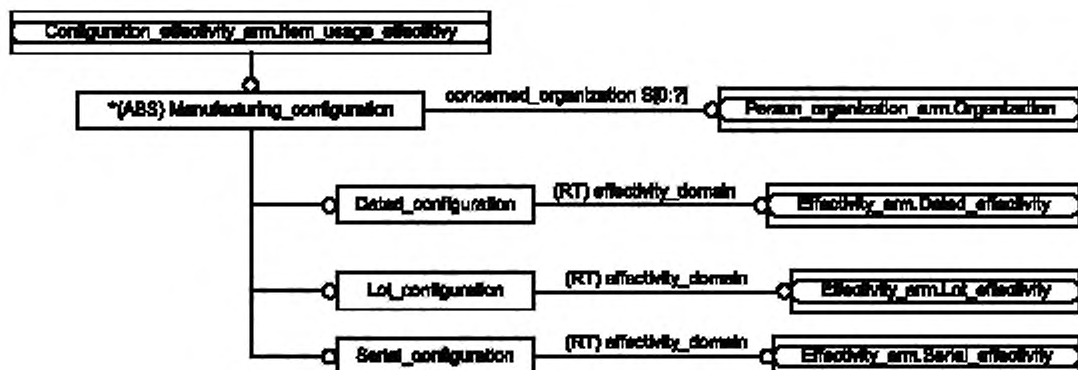 Configuration_effectivity_arm.Item_usage_effectitivy
*(ABS) Manufacturing_configuration
concerned_organization S[0:?]
Person_organization_arm.Organization
Dated_configuration
(RT) effectivity_domain
Effectivity_arm.Dated_effectivity
Lot_configuration
(RT) effectivity_domain
Effectivity_arm.Lot_effectivity
Serial_configuration
(RT) effectivity_domain
Effectivity_arm.Serial_effectivity